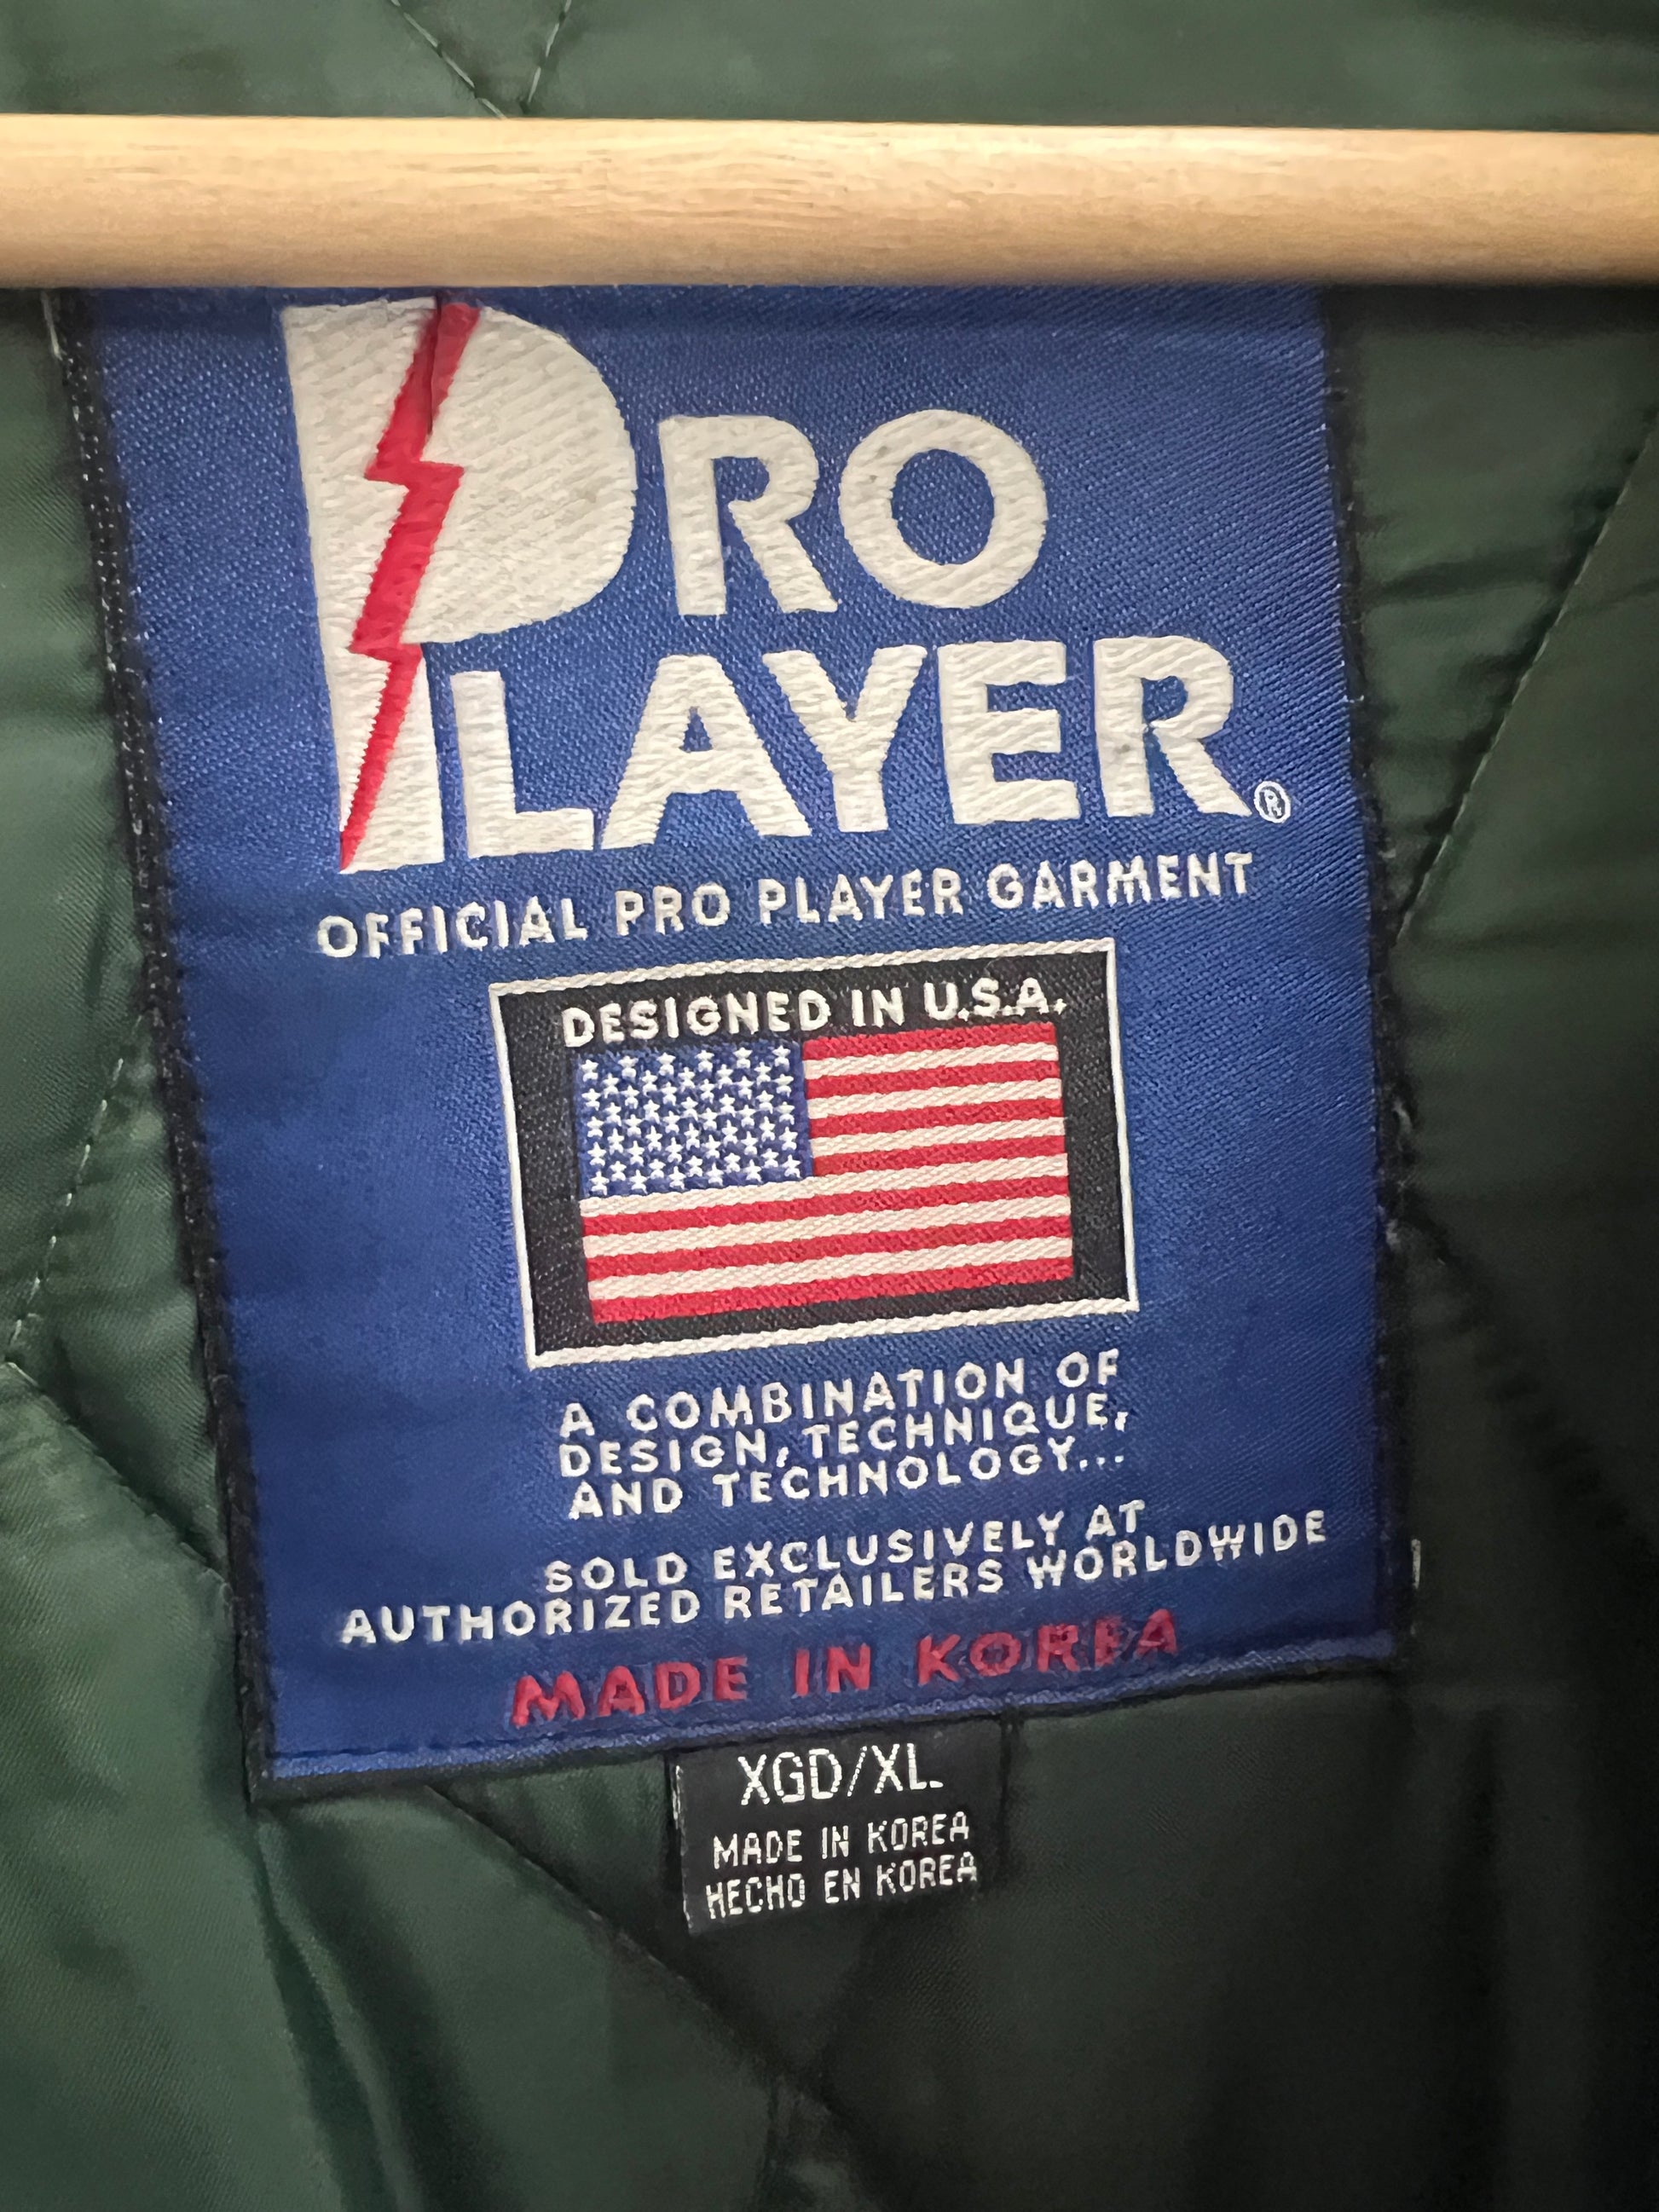 PRO
PLAYER®
OFFICIAL PRO PLAYER GARMENT
DESIGNED IN U.S.A.
A COMBINATION OF
DESIGN, TECHNIQUE,
AND TECHNOLOGY...
SOLD EXCLUSIVELY AT
AUTHORIZED RETAILERS WORLDWIDE
MADE IN KOREA
XGD/XL
MADE IN KOREA
HECHO EN KOREA